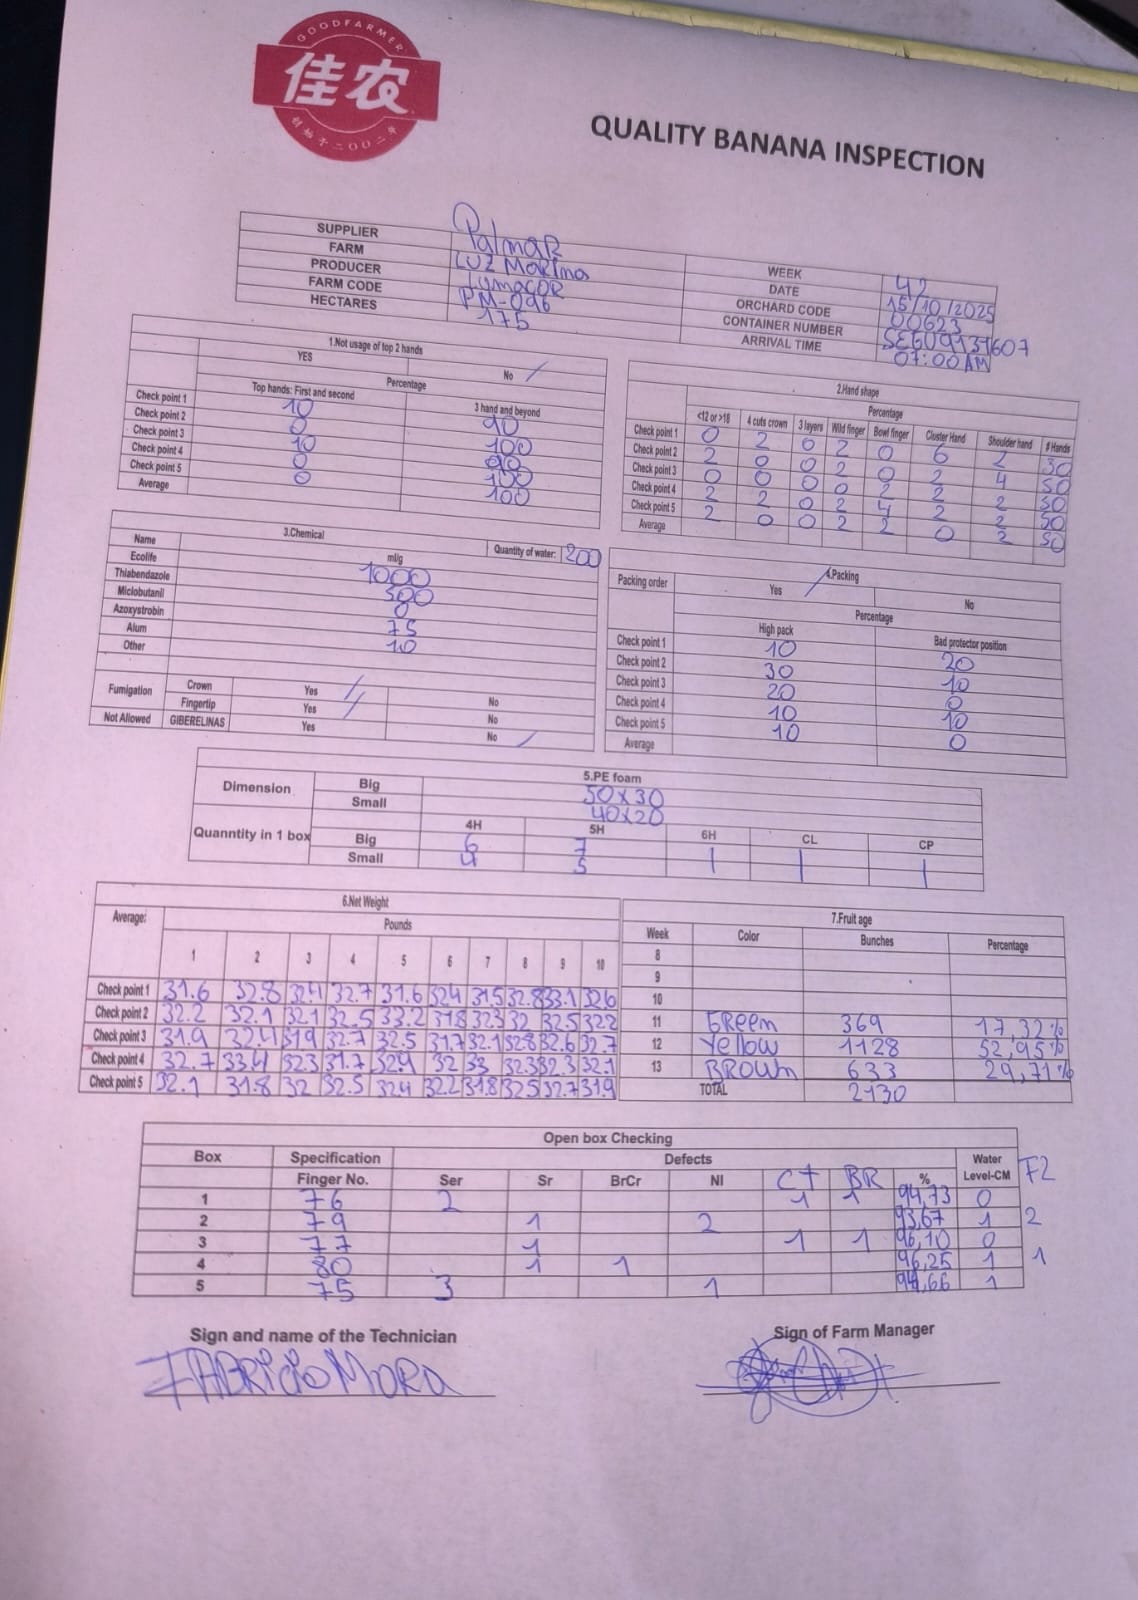 GOODFARMER
佳农
创始于二〇〇二年
QUALITY BANANA INSPECTION
SUPPLIER Palmar
FARM LUZ MARINA
PRODUCER
FARM CODE PM-096
HECTARES 175
WEEK 42
DATE 15/10/2025
ORCHARD CODE 00623
CONTAINER NUMBER
ARRIVAL TIME 07:00AM
1.Not usage of top 2 hands
YES No /
Percentage
Top hands: First and second 3 hand and beyond
Check point 1 10 90
Check point 2 0 100
Check point 3 10 90
Check point 4 0 100
Check point 5 0 100
Average
2.Hand shape
Percentage
<12 or >18 4 cuts crown 3 layers Wild finger Bowl finger Cluster Hand Shoulder hand # Hands
Check point 1 0 2 0 2 0 6 2 50
Check point 2 2 0 0 2 0 2 4 50
Check point 3 0 0 0 0 2 2 2 50
Check point 4 2 2 0 2 4 2 2 50
Check point 5 2 0 0 2 2 0 2 50
Average
3.Chemical
Name ml/g Quantity of water: 200
Ecolife 1000
Thiabendazole 500
Miclobutanil 0
Azoxystrobin 75
Alum 10
Other
Fumigation Crown Yes / No
Fingertip Yes / No
Not Allowed GIBERELINAS Yes No /
4.Packing
Packing order Yes / No
Percentage
High pack Bad protector position
Check point 1 10 20
Check point 2 30 10
Check point 3 20 0
Check point 4 10 10
Check point 5 10 0
Average
5.PE foam
Dimension Big 50x30
Small 40x20
Quanntity in 1 box 4H 5H 6H CL CP
Big 6 7 / / /
Small 4 5
6.Net Weight
Average: Pounds
1 2 3 4 5 6 7 8 9 10
Check point 1 31.6 32.8 32.4 32.7 31.6 32.4 31.5 32.8 33.1 32.6
Check point 2 32.2 32.1 32.1 32.5 33.2 31.8 32.3 32 32.5 32.2
Check point 3 31.9 32.4 31.9 32.7 32.5 31.7 32.1 32.8 32.6 32.7
Check point 4 32.7 33.4 32.3 31.7 32.4 32 33 32.3 32.3 32.1
Check point 5 32.1 31.8 32 32.5 32.4 32.2 31.8 32.5 32.7 31.9
7.Fruit age
Week Color Bunches Percentage
8
9
10
11 Green 369 17,32%
12 Yellow 1128 52,95%
13 BROWN 633 29,71%
TOTAL 2130
Open box Checking
Box Specification Defects Water
Finger No. Ser Sr BrCr NI CT BR % Level-CM F2
1 76 2 1 1 94,73 0
2 79 1 2 93,67 1 2
3 77 1 1 1 96,10 0
4 80 1 1 96,25 1 1
5 75 3 1 94,66 1
Sign and name of the Technician
FABRICIO MORA
Sign of Farm Manager